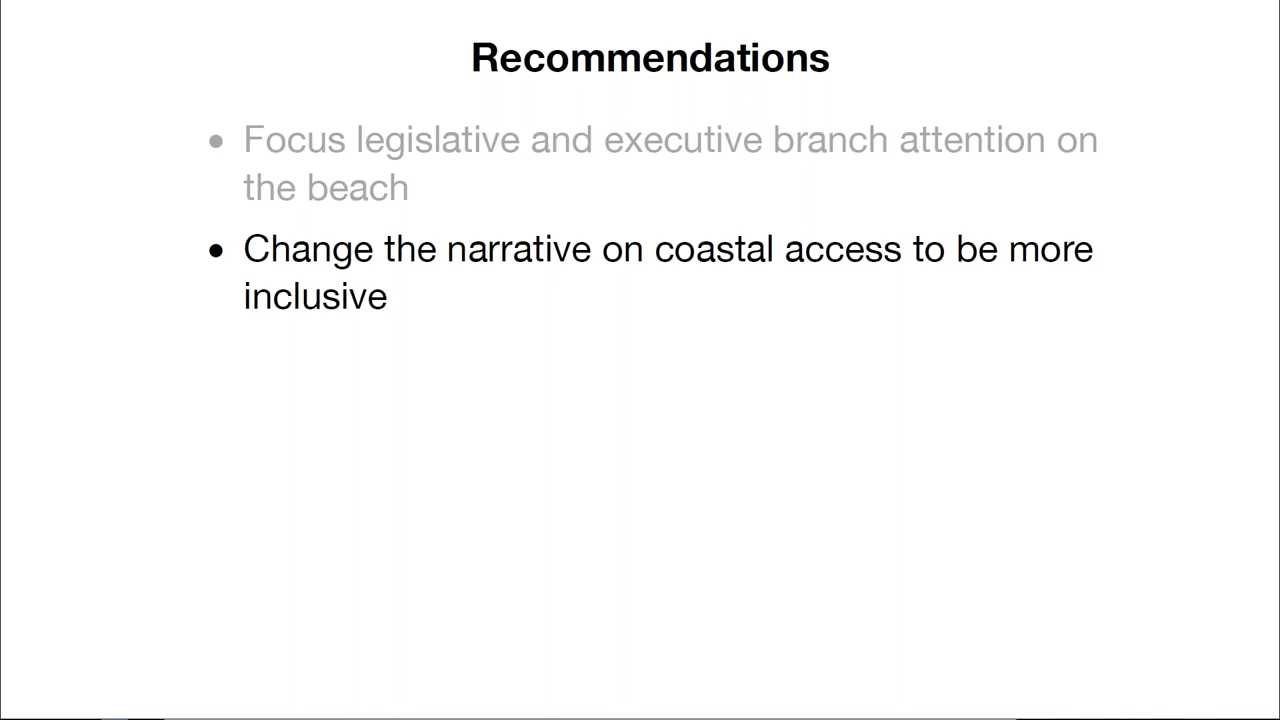 Recommendations
• Focus legislative and executive branch attention on
the beach
• Change the narrative on coastal access to be more
inclusive